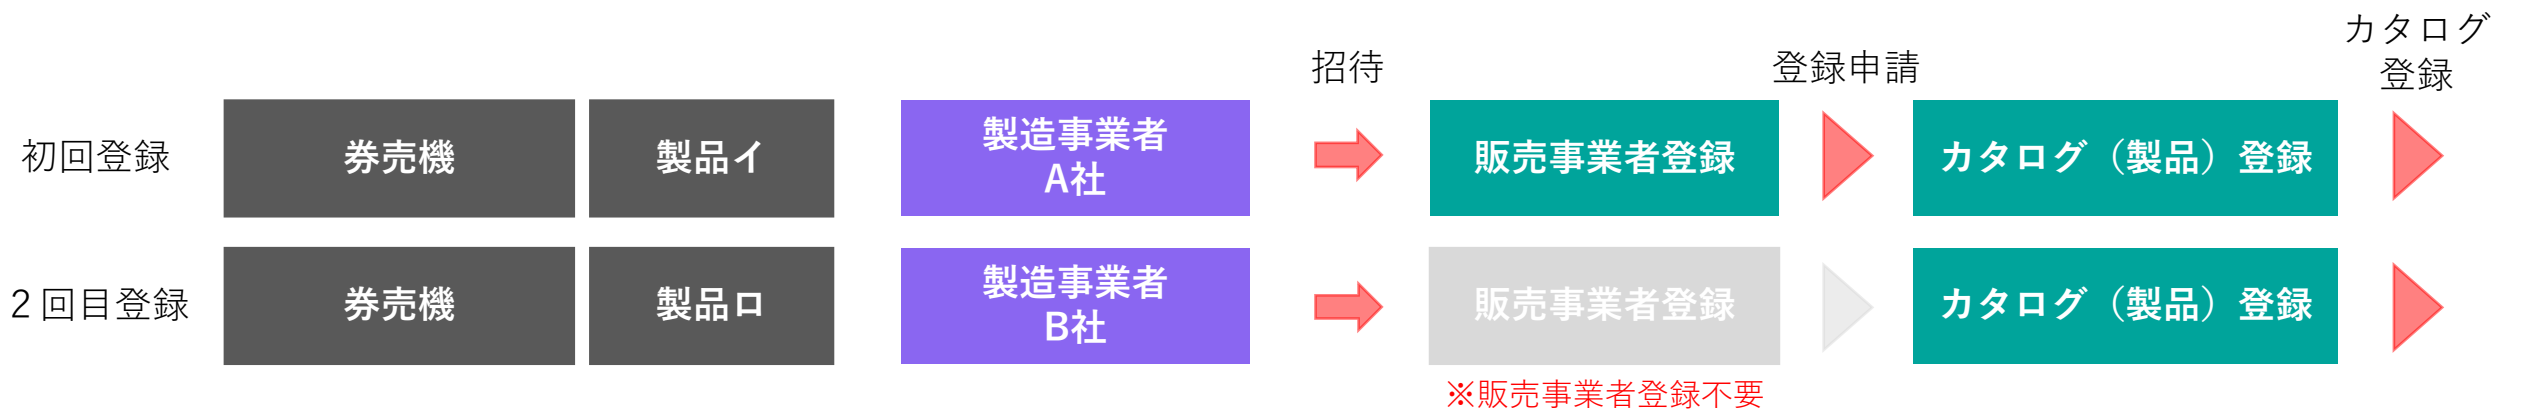 招待
登録申請
カタログ
登録
初回登録
券売機
製品イ
製造事業者
A社
販売事業者登録
カタログ（製品）登録
２回目登録
券売機
製品ロ
製造事業者
B社
販売事業者登録
カタログ（製品）登録
※販売事業者登録不要